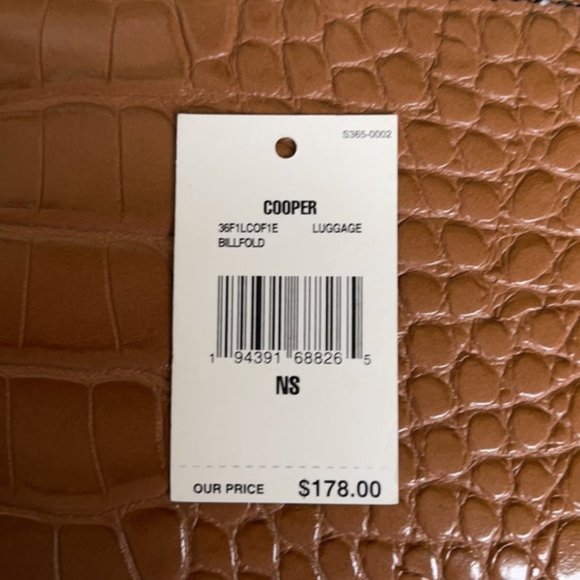 S365-0002
COOPER
36F1LCOF1E LUGGAGE
BILLFOLD
1 94391 68826 5
NS
OUR PRICE $178.00